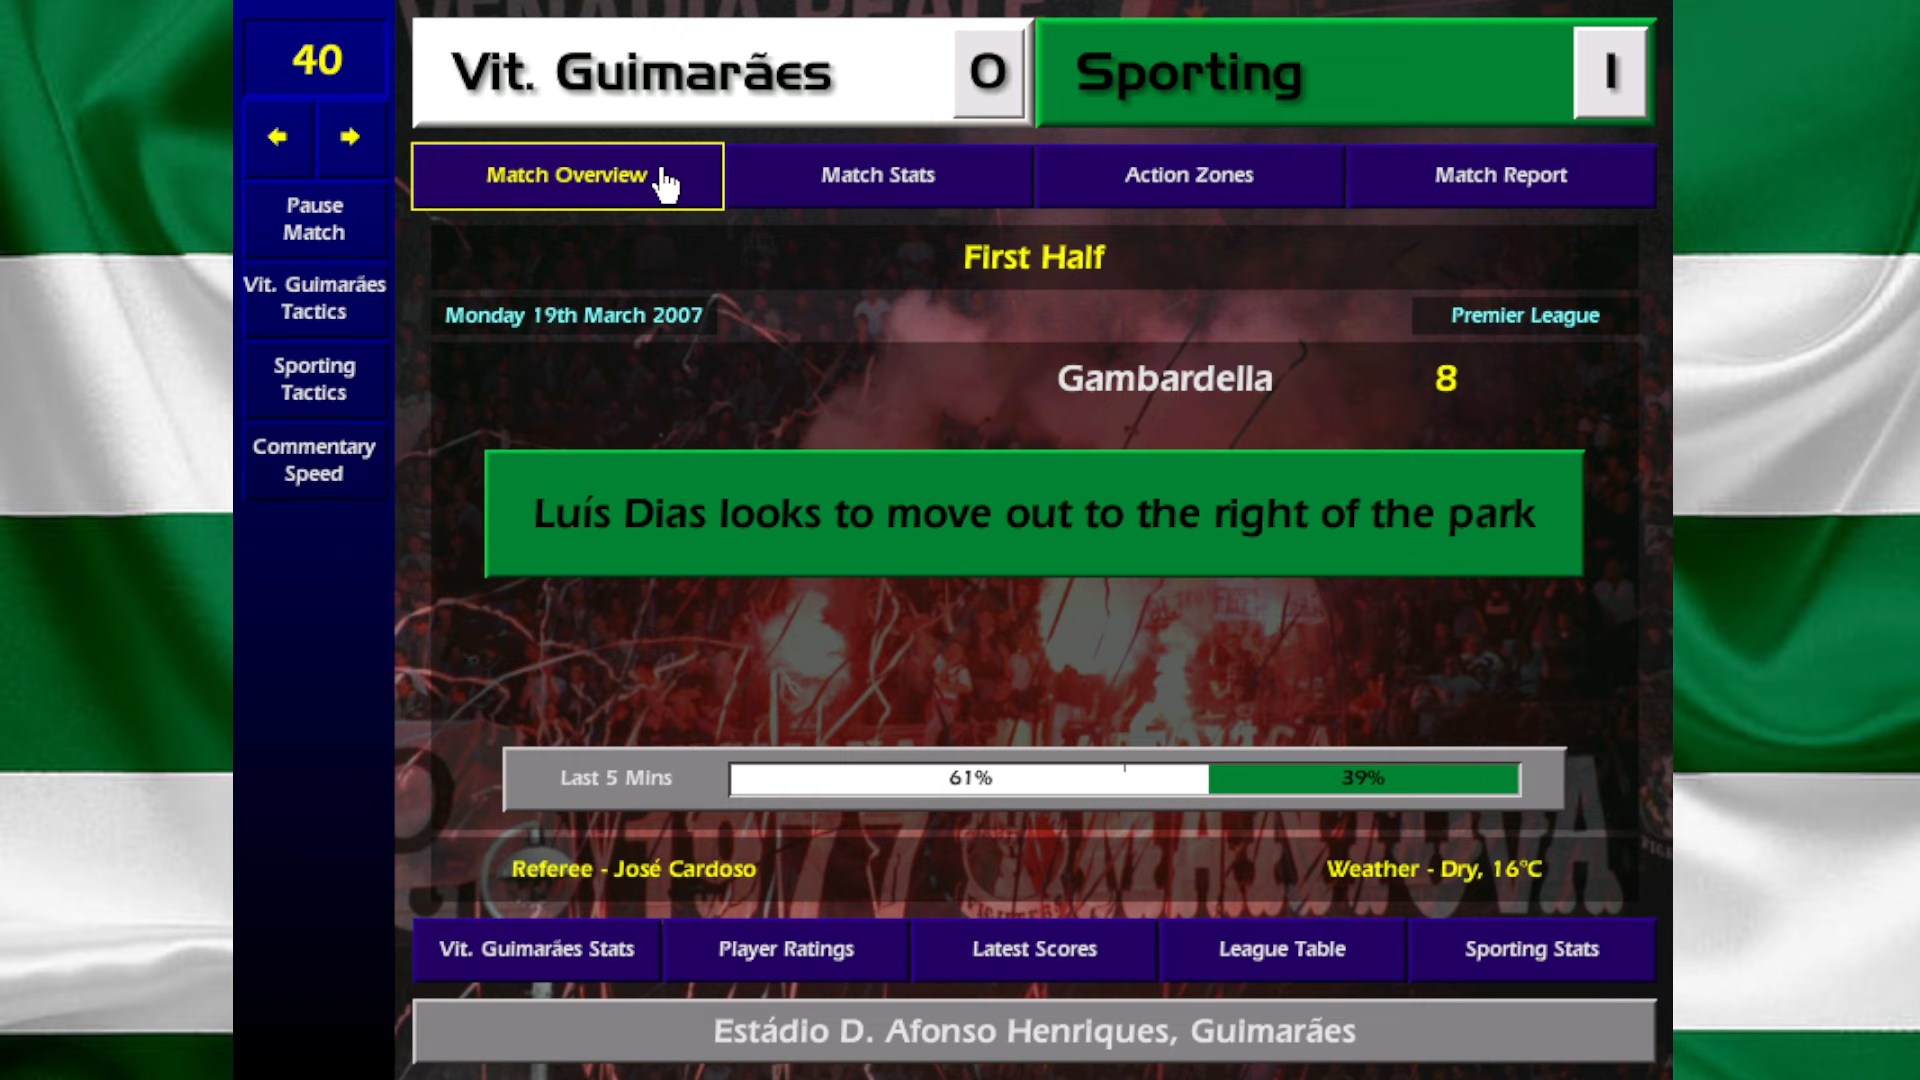 40
Vit. Guimarães 0 Sporting 1
Match Overview Match Stats Action Zones Match Report
Pause
Match
Vit. Guimarães
Tactics
Sporting
Tactics
Commentary
Speed
First Half
Monday 19th March 2007 Premier League
Gambardella 8
Luís Dias looks to move out to the right of the park
Last 5 Mins 61% 39%
1977 MANTOVA
Referee - José Cardoso Weather - Dry, 16°C
Vit. Guimarães Stats Player Ratings Latest Scores League Table Sporting Stats
Estádio D. Afonso Henriques, Guimarães